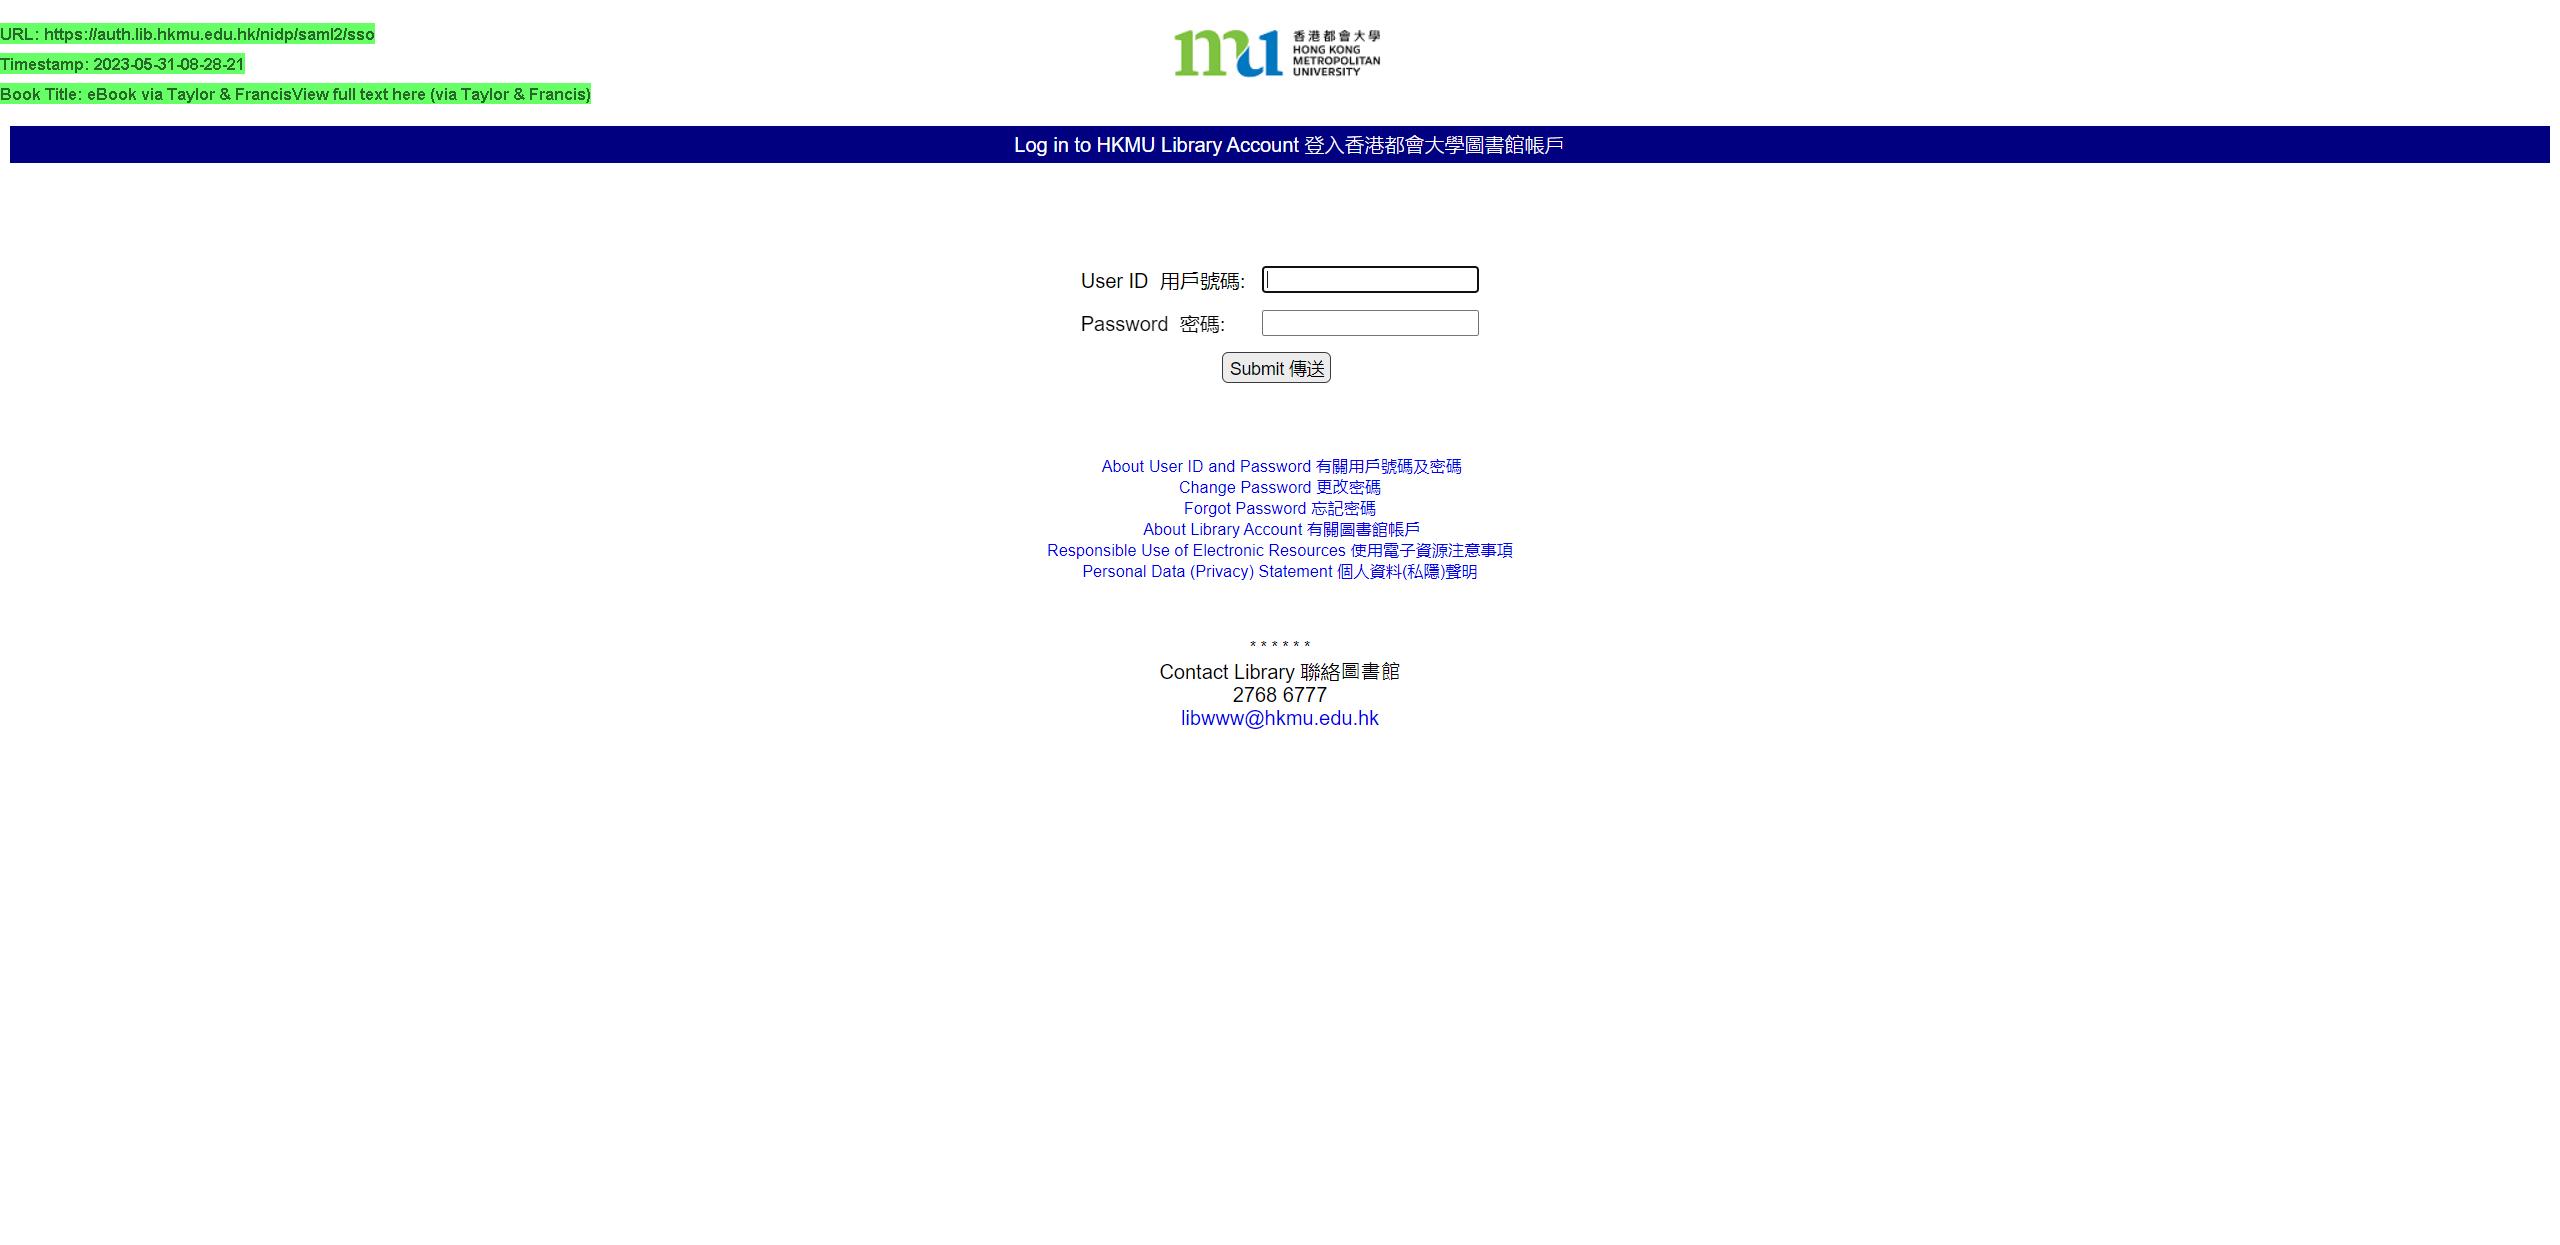 URL: https://auth.lib.hkmu.edu.hk/nidp/saml2/sso
Timestamp: 2023-05-31-08-28-21
Book Title: eBook via Taylor & FrancisView full text here (via Taylor & Francis)
mu
香港都會大學
HONG KONG
METROPOLITAN
UNIVERSITY
Log in to HKMU Library Account 登入香港都會大學圖書館帳戶
User ID 用戶號碼:
Password 密碼:
Submit 傳送
About User ID and Password 有關用戶號碼及密碼
Change Password 更改密碼
Forgot Password 忘記密碼
About Library Account 有關圖書館帳戶
Responsible Use of Electronic Resources 使用電子資源注意事項
Personal Data (Privacy) Statement 個人資料(私隱)聲明
* * * * * *
Contact Library 聯絡圖書館
2768 6777
libwww@hkmu.edu.hk